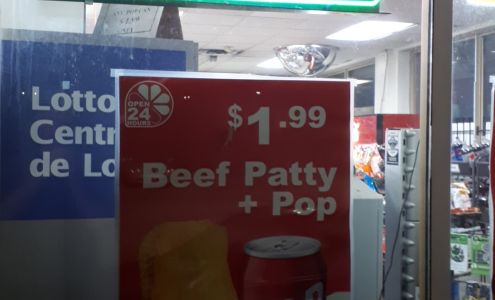 Lotto
Centr
de Lo
OPEN
24
HOURS
$1.99
Beef Patty
+ Pop